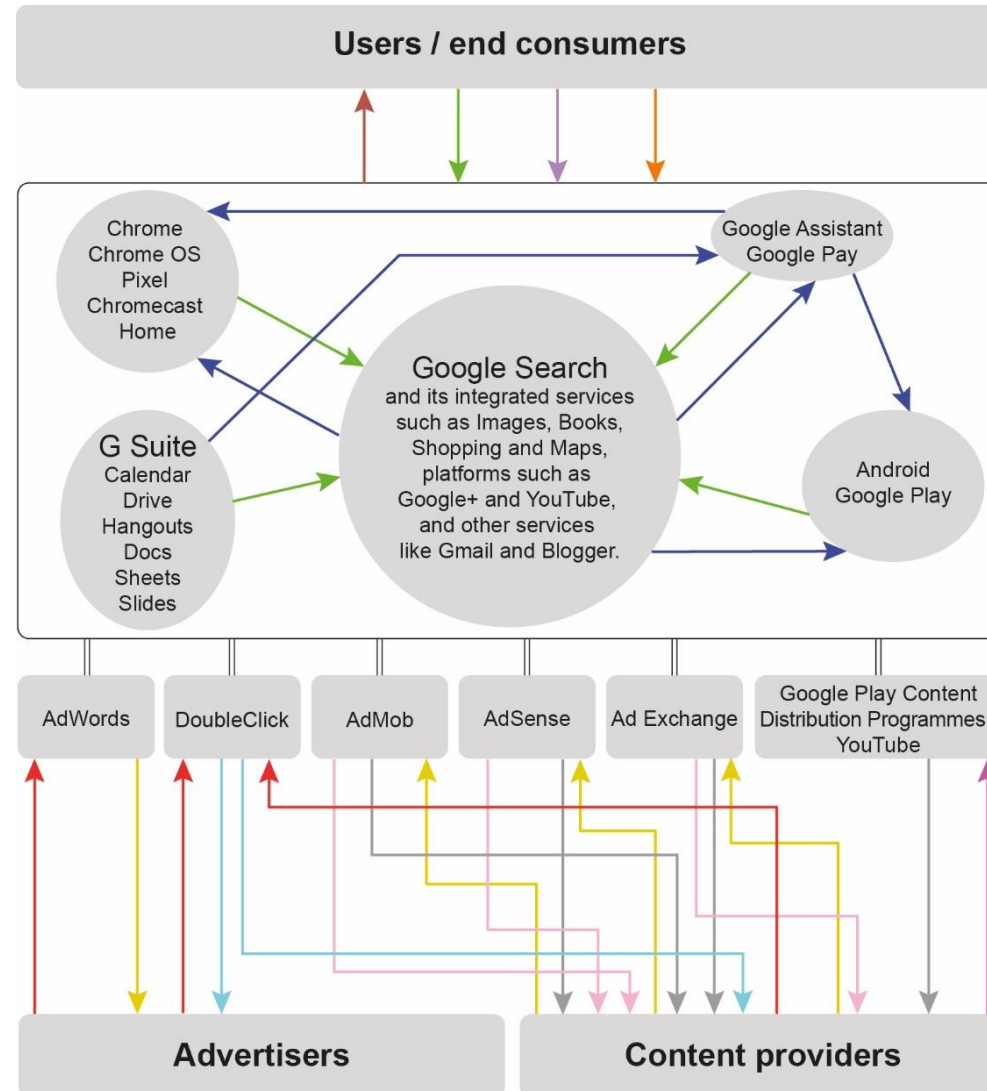 Users / end consumers
Chrome
Chrome OS
Pixel
Chromecast
Home
Google Assistant
Google Pay
Google Search
and its integrated services
such as Images, Books,
Shopping and Maps,
platforms such as
Google+ and YouTube,
and other services
like Gmail and Blogger.
G Suite
Calendar
Drive
Hangouts
Docs
Sheets
Slides
Android
Google Play
AdWords
DoubleClick
AdMob
AdSense
Ad Exchange
Google Play Content
Distribution Programmes
YouTube
Advertisers
Content providers